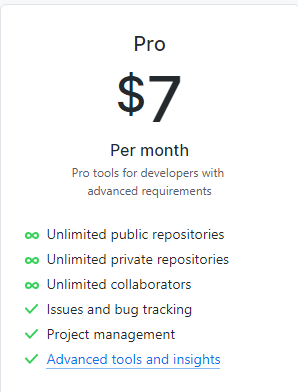 Pro
$7
Per month
Pro tools for developers with
advanced requirements
Unlimited public repositories
Unlimited private repositories
Unlimited collaborators
Issues and bug tracking
Project management
Advanced tools and insights